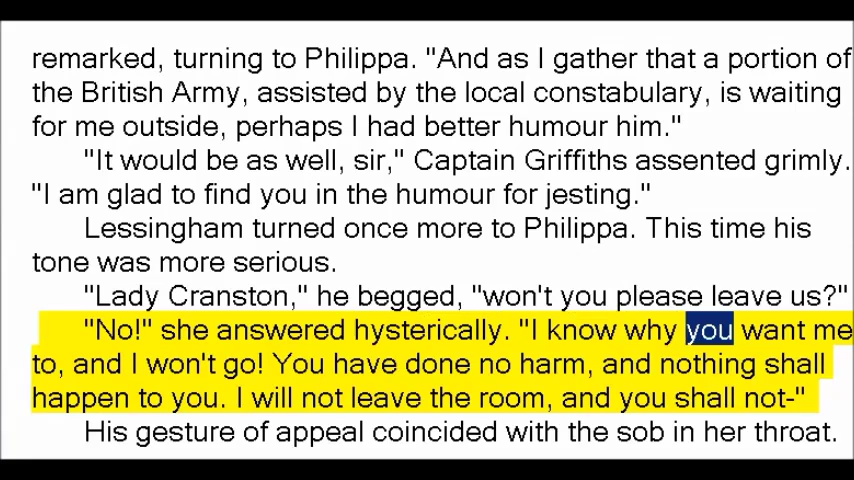 remarked, turning to Philippa. "And as I gather that a portion of
the British Army, assisted by the local constabulary, is waiting
for me outside, perhaps I had better humour him."
"It would be as well, sir," Captain Griffiths assented grimly.
"I am glad to find you in the humour for jesting."
Lessingham turned once more to Philippa. This time his
tone was more serious.
"Lady Cranston," he begged, "won't you please leave us?"
"No!" she answered hysterically. "I know why you want me
to, and I won't go! You have done no harm, and nothing shall
happen to you. I will not leave the room, and you shall not-"
His gesture of appeal coincided with the sob in her throat.